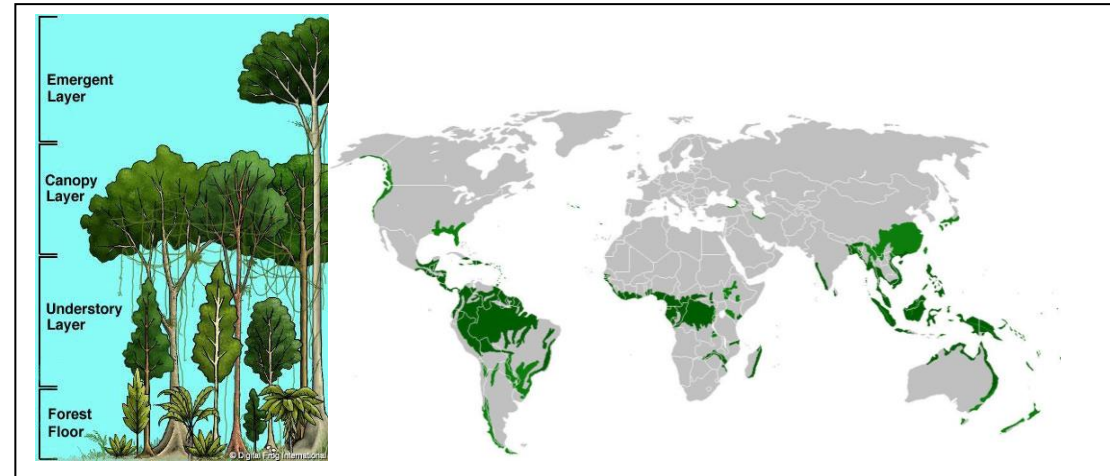 Emergent
Layer
Canopy
Layer
Understory
Layer
Forest
Floor
© Digital Frog International